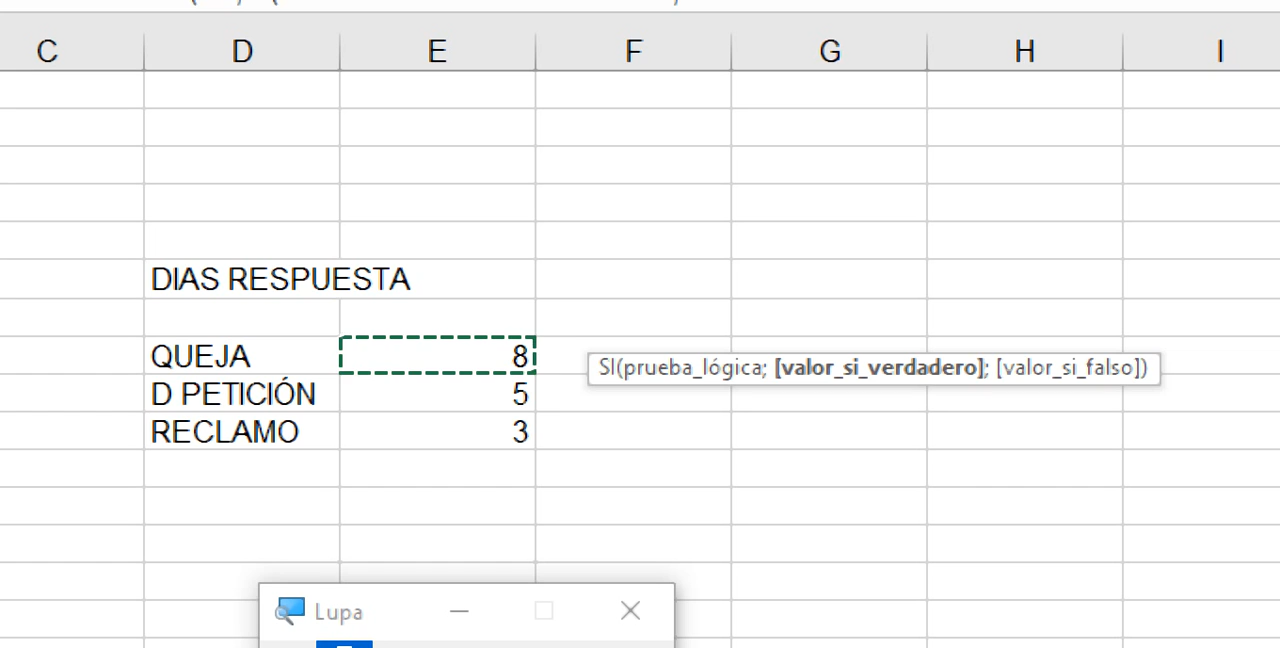 C D E F G H I
DIAS RESPUESTA
QUEJA 8
SI(prueba_lógica; [valor_si_verdadero]; [valor_si_falso])
D PETICIÓN 5
RECLAMO 3
Lupa